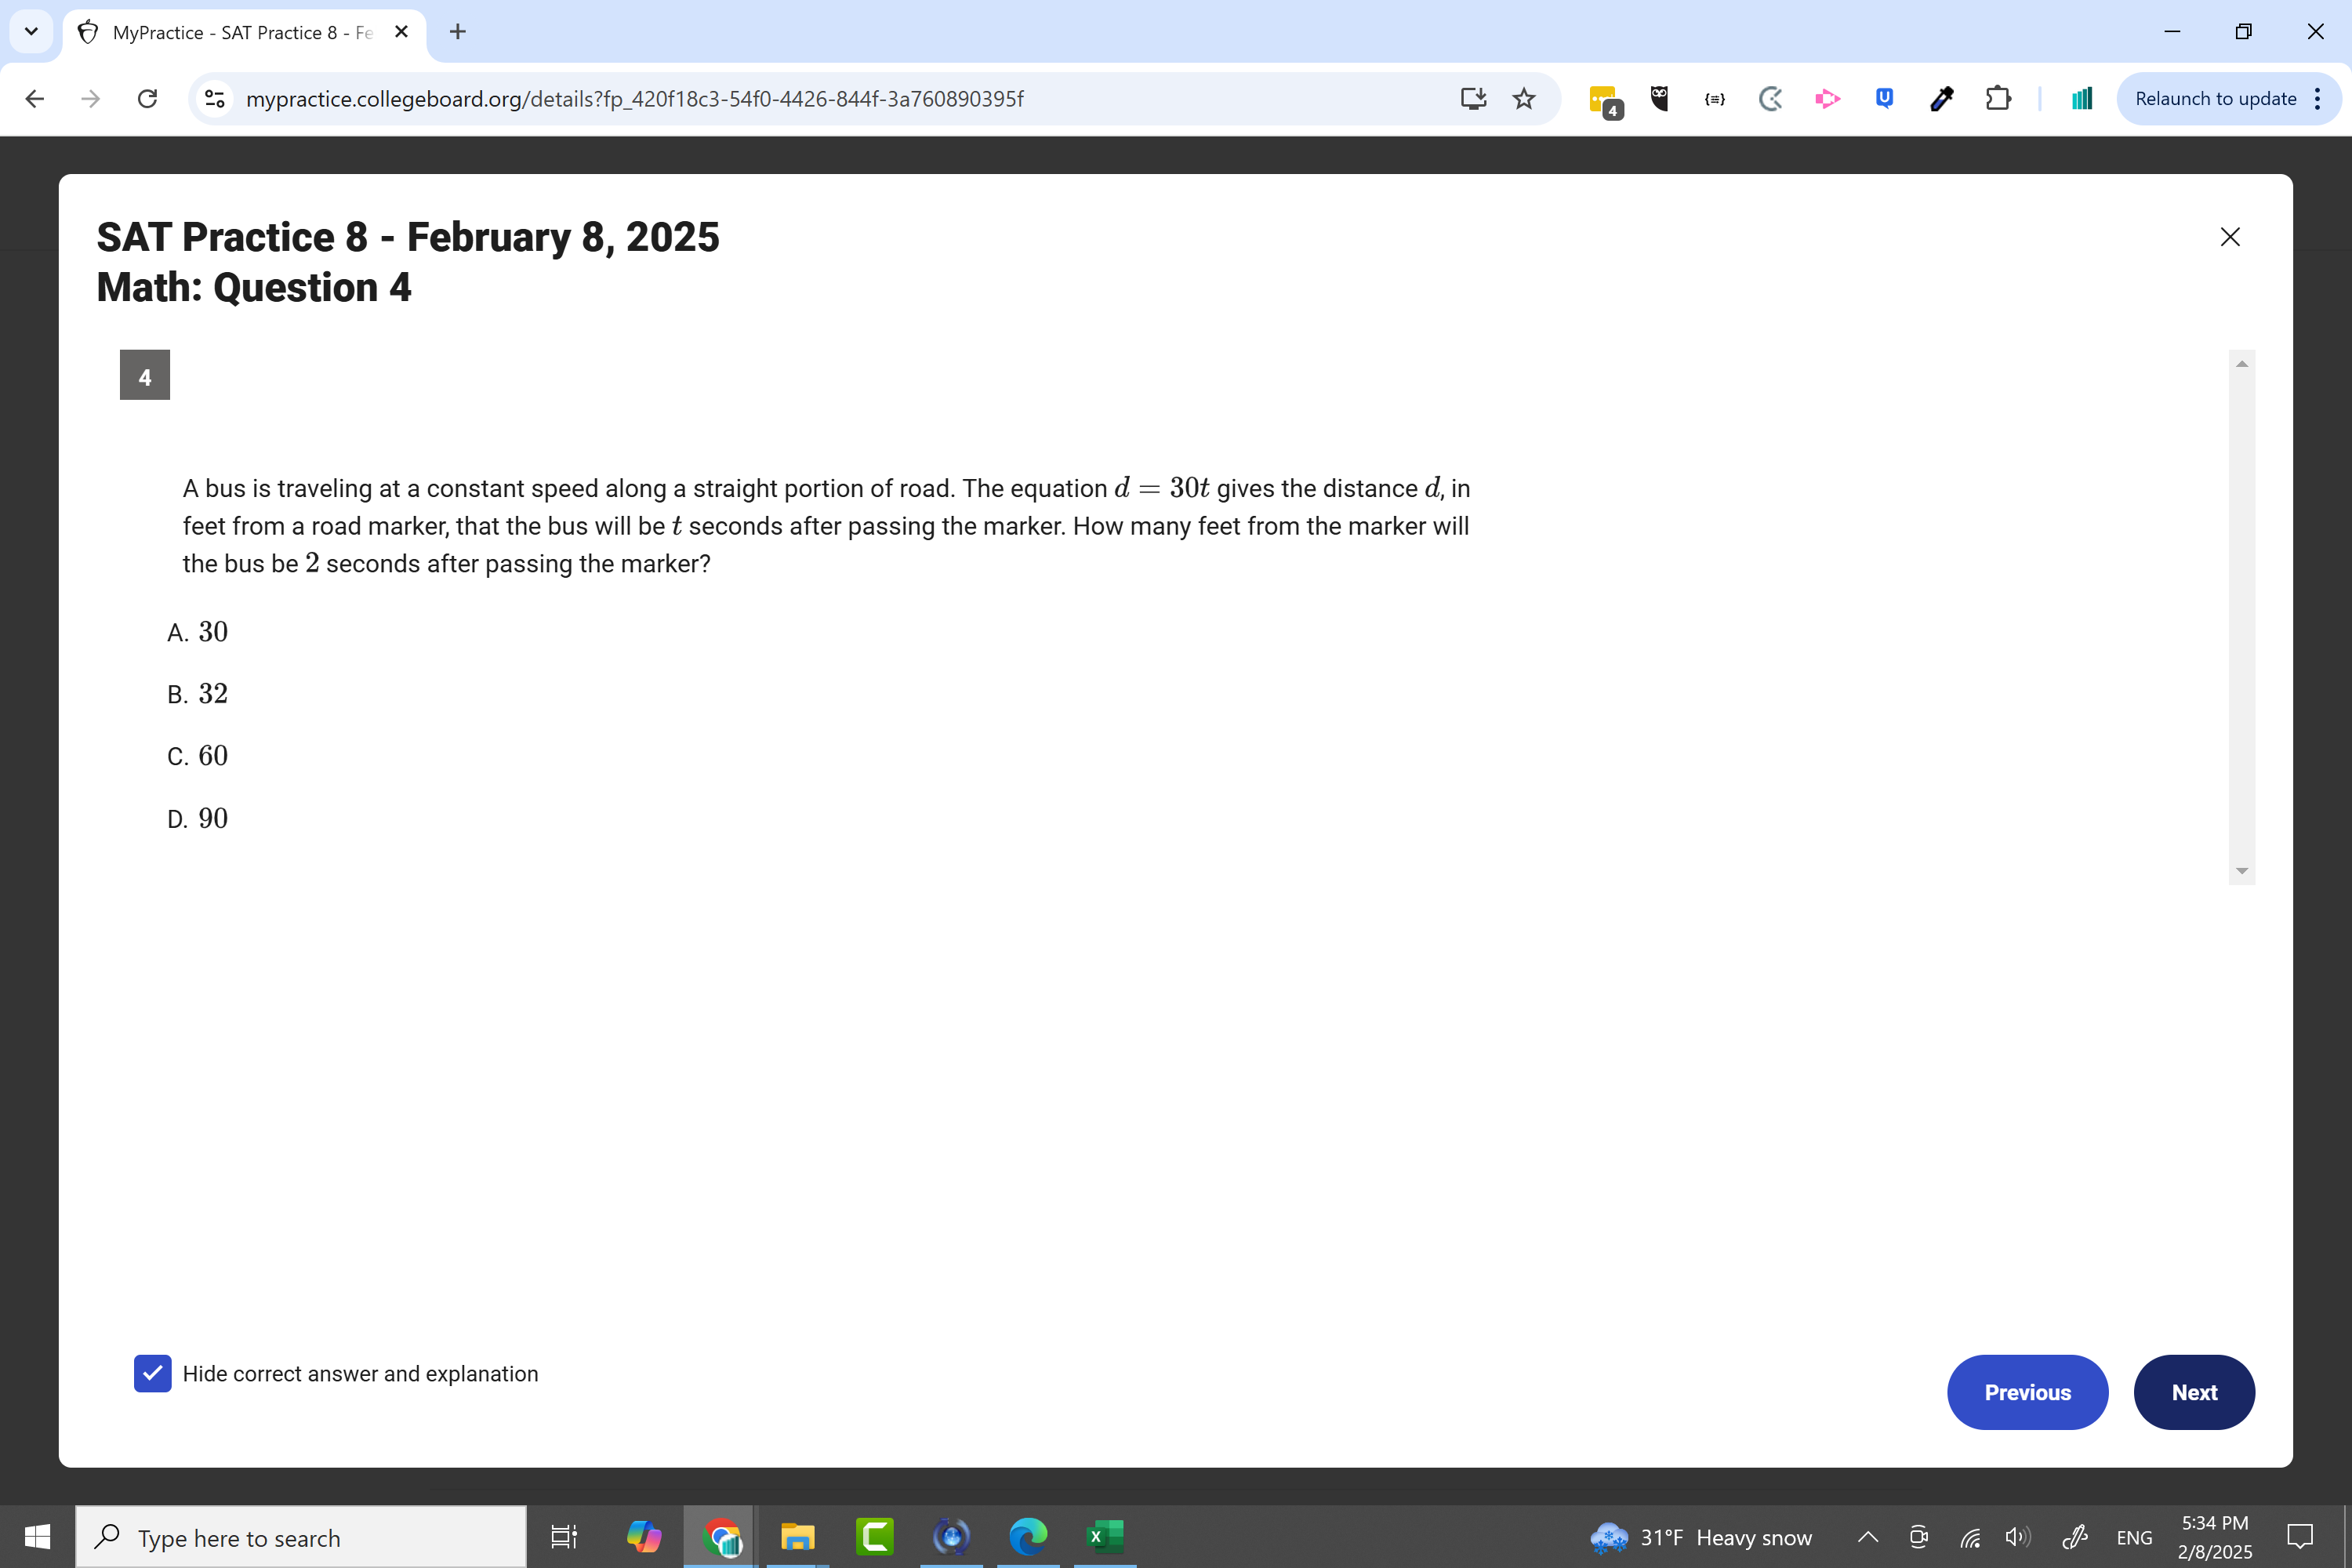 MyPractice - SAT Practice 8 - Fe
mypractice.collegeboard.org/details?fp_420f18c3-54f0-4426-844f-3a760890395f
4
Relaunch to update
SAT Practice 8 - February 8, 2025
Math: Question 4
4
A bus is traveling at a constant speed along a straight portion of road. The equation d = 30t gives the distance d, in
feet from a road marker, that the bus will be t seconds after passing the marker. How many feet from the marker will
the bus be 2 seconds after passing the marker?
A. 30
B. 32
C. 60
D. 90
Hide correct answer and explanation
Previous
Next
Type here to search
31°F Heavy snow
ENG
5:34 PM
2/8/2025